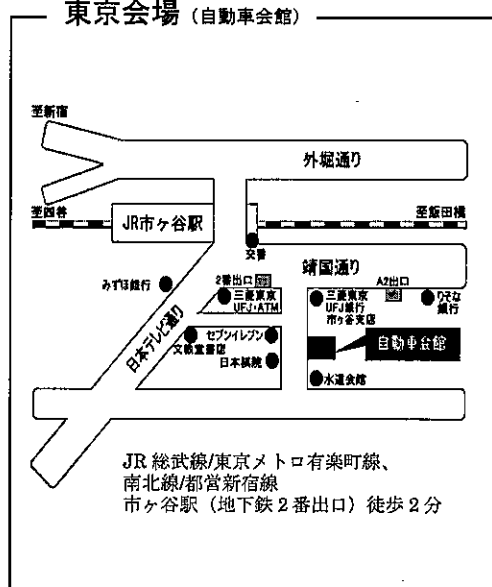 東京会場（自動車会館）
至新宿
外堀通り
至四谷
JR市ヶ谷駅
至飯田橋
交番
靖国通り
みずほ銀行
2番出口
A2出口
三菱東京
UFJ・ATM
三菱東京
UFJ銀行
市ヶ谷支店
りそな
銀行
日本テレビ通り
セブンイレブン
文教堂書店
日本棋院
自動車会館
水道会館
JR 総武線/東京メトロ有楽町線、
南北線/都営新宿線
市ヶ谷駅（地下鉄２番出口）徒歩２分